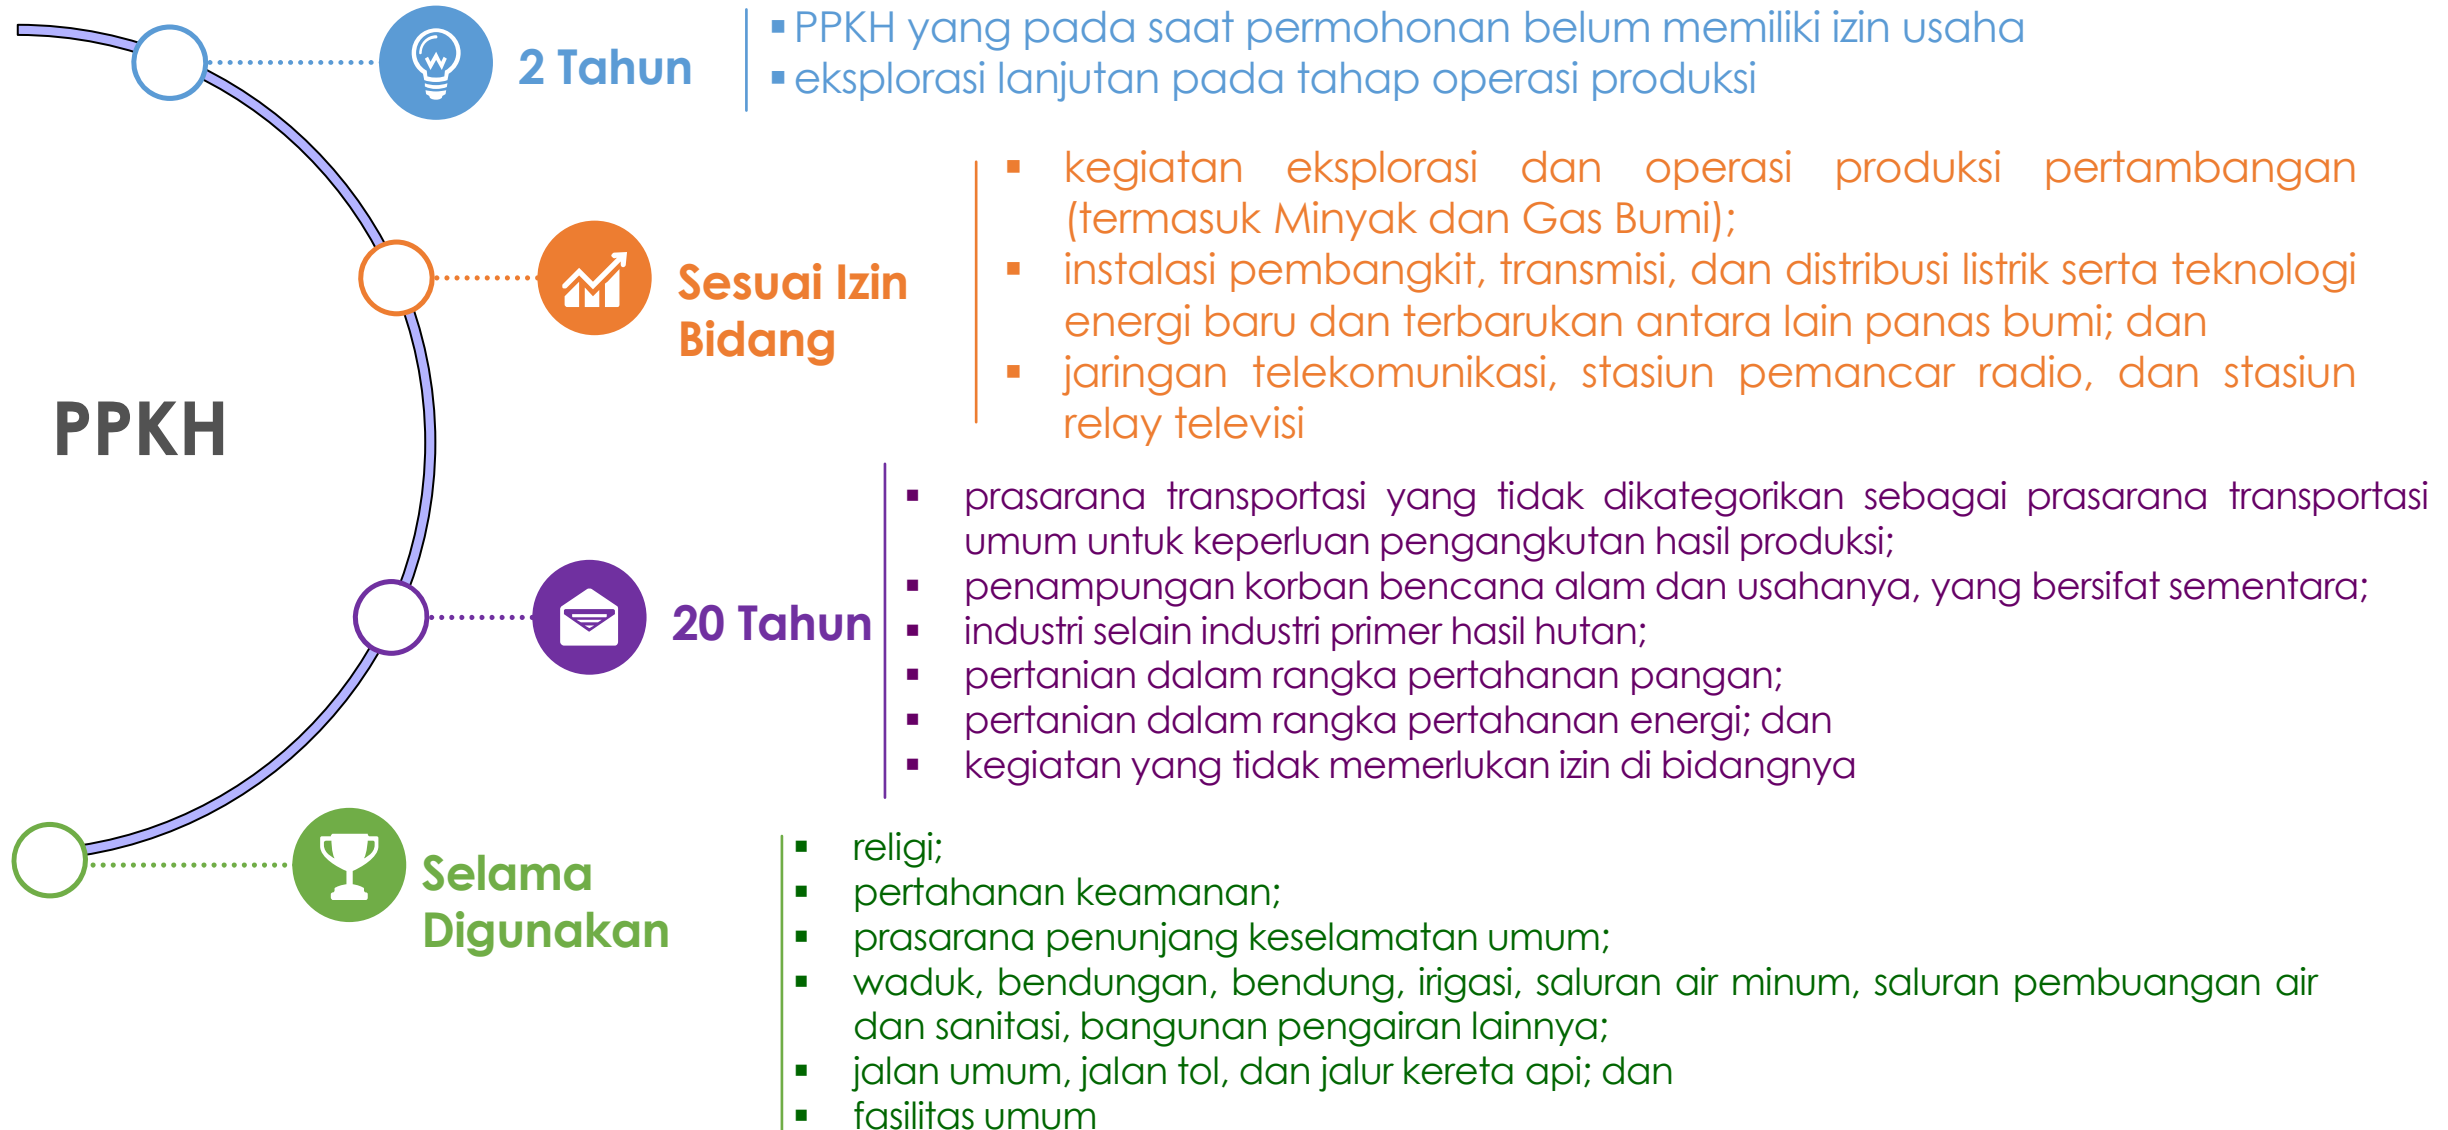 PPKH
2 Tahun
▪ PPKH yang pada saat permohonan belum memiliki izin usaha
▪ eksplorasi lanjutan pada tahap operasi produksi
Sesuai Izin
Bidang
▪ kegiatan eksplorasi dan operasi produksi pertambangan
(termasuk Minyak dan Gas Bumi);
▪ instalasi pembangkit, transmisi, dan distribusi listrik serta teknologi
energi baru dan terbarukan antara lain panas bumi; dan
▪ jaringan telekomunikasi, stasiun pemancar radio, dan stasiun
relay televisi
20 Tahun
▪ prasarana transportasi yang tidak dikategorikan sebagai prasarana transportasi
umum untuk keperluan pengangkutan hasil produksi;
▪ penampungan korban bencana alam dan usahanya, yang bersifat sementara;
▪ industri selain industri primer hasil hutan;
▪ pertanian dalam rangka pertahanan pangan;
▪ pertanian dalam rangka pertahanan energi; dan
▪ kegiatan yang tidak memerlukan izin di bidangnya
Selama
Digunakan
▪ religi;
▪ pertahanan keamanan;
▪ prasarana penunjang keselamatan umum;
▪ waduk, bendungan, bendung, irigasi, saluran air minum, saluran pembuangan air
dan sanitasi, bangunan pengairan lainnya;
▪ jalan umum, jalan tol, dan jalur kereta api; dan
▪ fasilitas umum